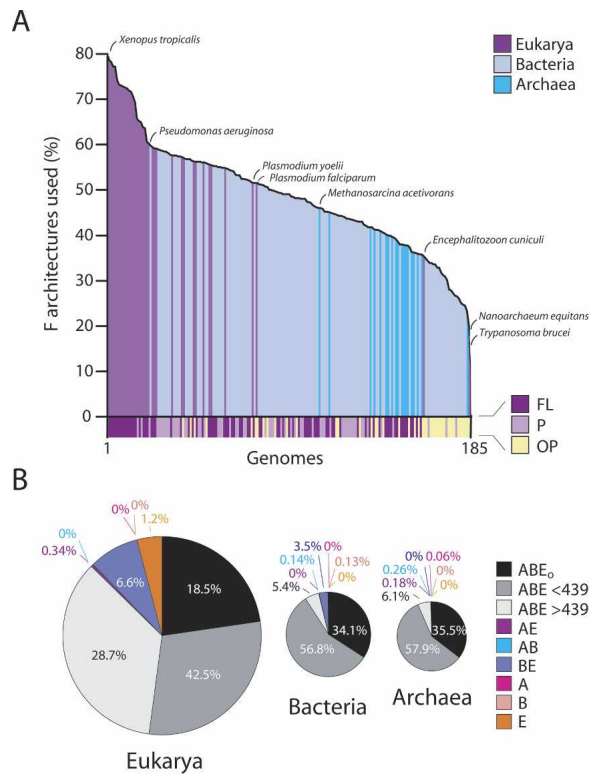 A
Xenopus tropicalis
Eukarya
Bacteria
Archaea
80
70
60
50
40
30
20
10
0
F architectures used (%)
Pseudomonas aeruginosa
Plasmodium yoelii
Plasmodium falciparum
Methanosarcina acetivorans
Encephalitozoon cuniculi
Nanoarchaeum equitans
Trypanosoma brucei
FL
P
OP
1
Genomes
185
B
0% 0%
0% 1.2%
0.34%
6.6%
18.5%
28.7%
42.5%
Eukarya
3.5% 0%
0.14% 0.13%
0% 0%
5.4%
34.1%
56.8%
Bacteria
0% 0.06%
0.26% 0%
0.18% 0%
6.1%
35.5%
57.9%
Archaea
ABEo
ABE <439
ABE >439
AE
AB
BE
A
B
E